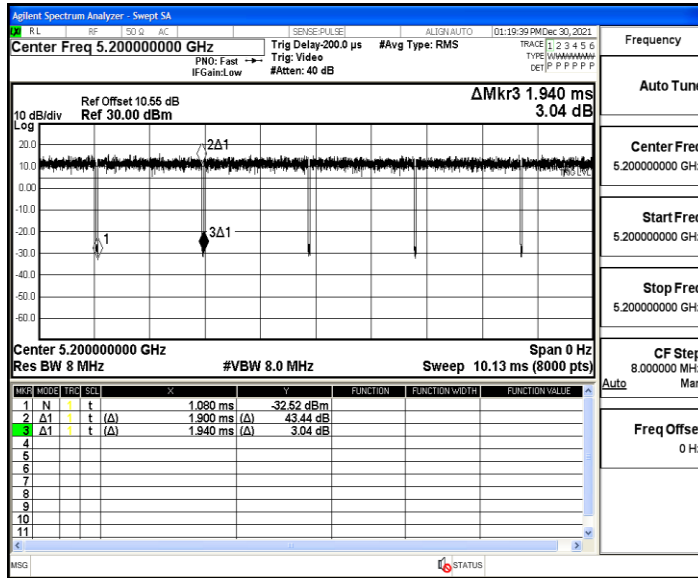 Agilent Spectrum Analyzer - Swept SA
RL RF 50 Ω AC SENSE:PULSE ALIGNAUTO 01:19:39 PM Dec 30, 2021
Center Freq 5.200000000 GHz
Trig Delay-200.0 µs #Avg Type: RMS TRACE 1 2 3 4 5 6
PNO: Fast Trig: Video TYPE
IFGain:Low #Atten: 40 dB DET P P P P P P
ΔMkr3 1.940 ms
3.04 dB
Ref Offset 10.55 dB
10 dB/div Ref 30.00 dBm
Log
20.0
10.0
0.00
-10.0
-20.0
-30.0
-40.0
-50.0
-60.0
2Δ1
TRIG LVL
1
3Δ1
Center 5.200000000 GHz Span 0 Hz
Res BW 8 MHz #VBW 8.0 MHz Sweep 10.13 ms (8000 pts)
MKR MODE TRC SCL X Y FUNCTION FUNCTION WIDTH FUNCTION VALUE
1 N 1 t 1.080 ms -32.52 dBm
2 Δ1 1 t (Δ) 1.900 ms (Δ) 43.44 dB
3 Δ1 1 t (Δ) 1.940 ms (Δ) 3.04 dB
4
5
6
7
8
9
10
11
MSG STATUS
Frequency
Auto Tune
Center Freq
5.200000000 GHz
Start Freq
5.200000000 GHz
Stop Freq
5.200000000 GHz
CF Step
8.000000 MHz
Auto Man
Freq Offset
0 Hz